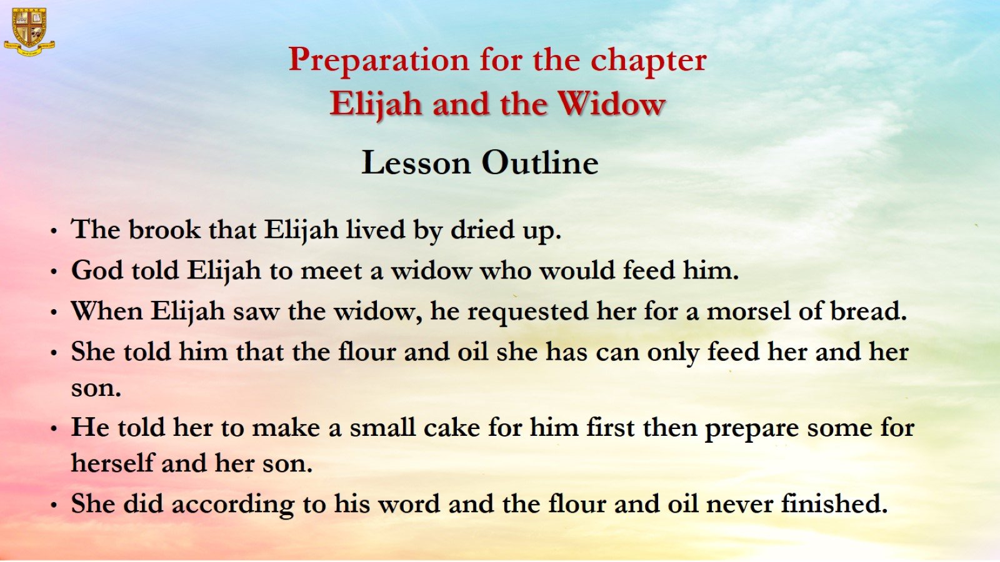 Preparation for the chapter
Elijah and the Widow
Lesson Outline
• The brook that Elijah lived by dried up.
• God told Elijah to meet a widow who would feed him.
• When Elijah saw the widow, he requested her for a morsel of bread.
• She told him that the flour and oil she has can only feed her and her
son.
• He told her to make a small cake for him first then prepare some for
herself and her son.
• She did according to his word and the flour and oil never finished.